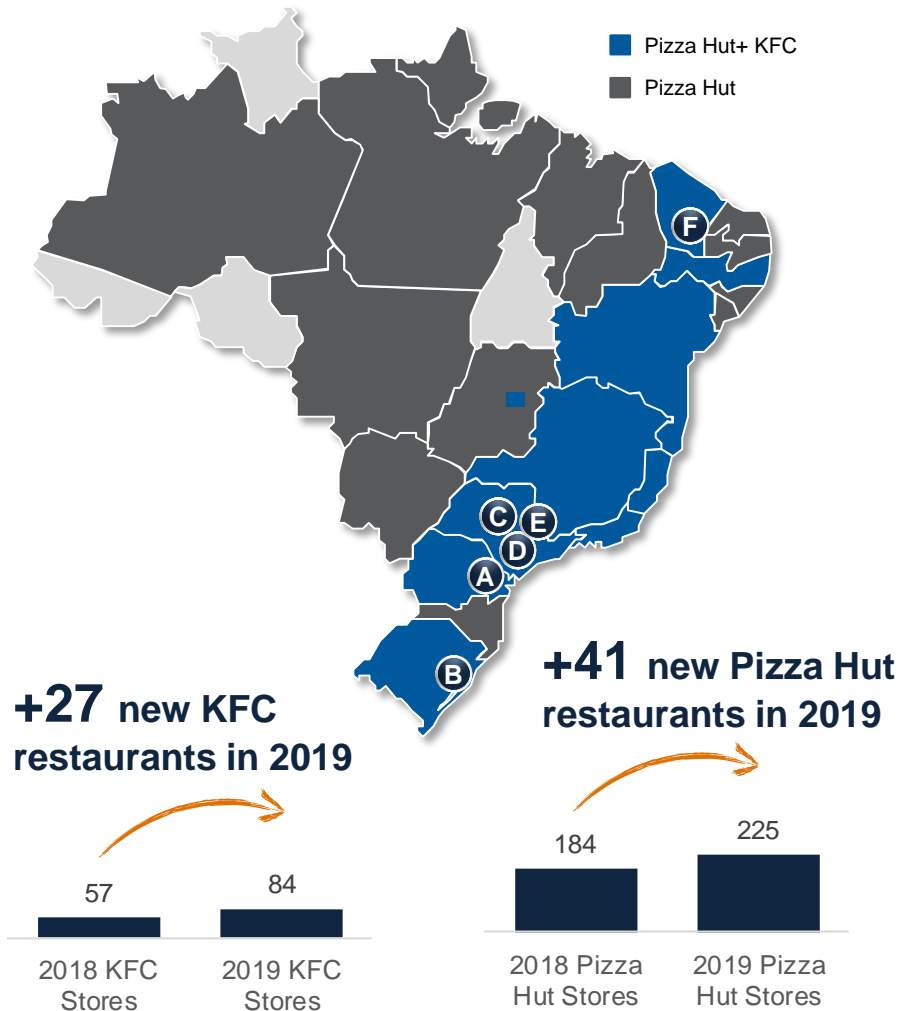 Pizza Hut+ KFC
Pizza Hut
F
C
E
D
A
B
+27 new KFC
restaurants in 2019
57
84
2018 KFC
Stores
2019 KFC
Stores
+41 new Pizza Hut
restaurants in 2019
184
225
2018 Pizza
Hut Stores
2019 Pizza
Hut Stores